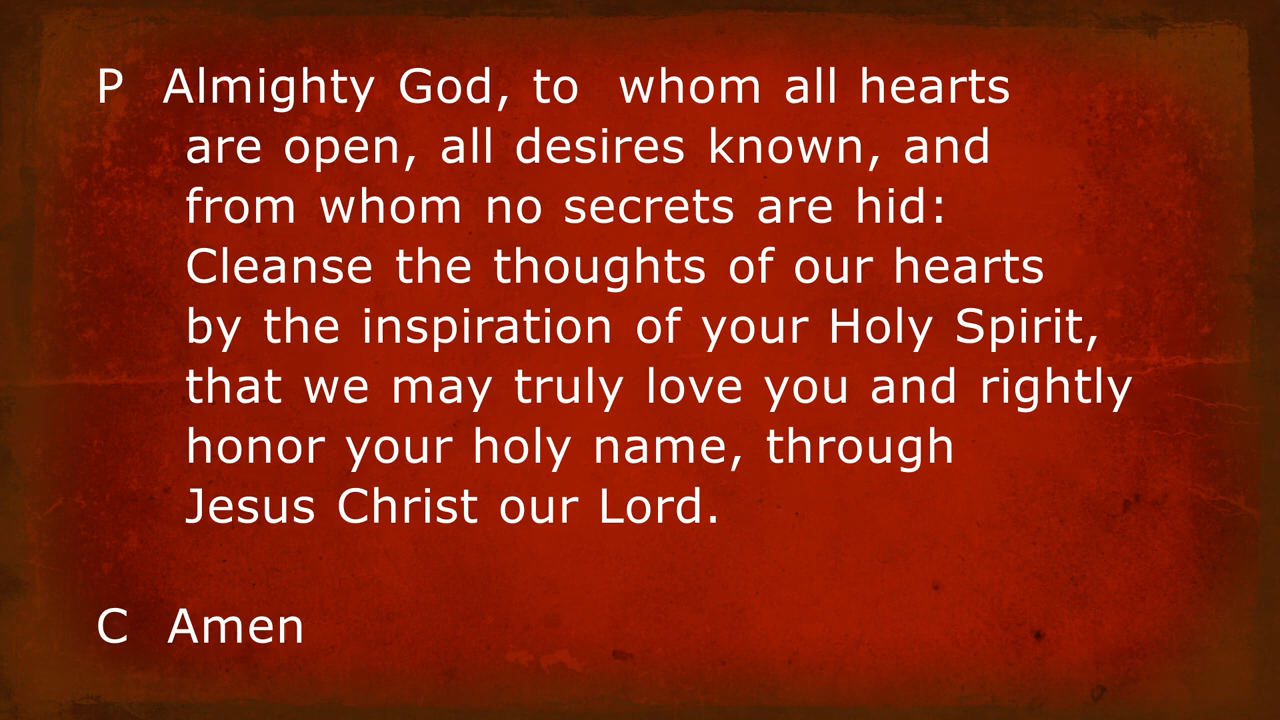 P Almighty God, to whom all hearts
are open, all desires known, and
from whom no secrets are hid:
Cleanse the thoughts of our hearts
by the inspiration of your Holy Spirit,
that we may truly love you and rightly
honor your holy name, through
Jesus Christ our Lord.
C Amen